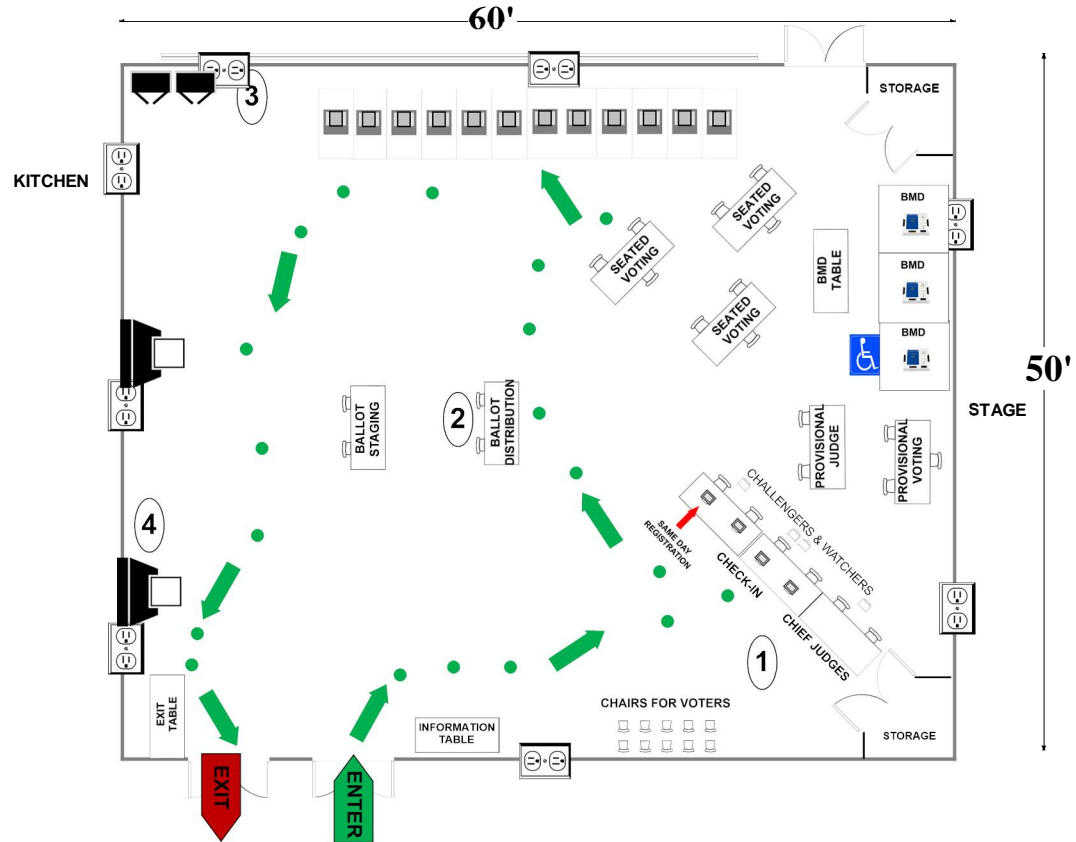 60'
STORAGE
3
KITCHEN
SEATED
VOTING
BMD
SEATED
VOTING
BMD
TABLE
BMD
SEATED
VOTING
BMD
50'
BALLOT
STAGING
2
BALLOT
DISTRIBUTION
PROVISIONAL
JUDGE
PROVISIONAL
VOTING
STAGE
CHALLENGERS & WATCHERS
SAME DAY
REGISTRATION
4
CHECK-IN
CHIEF JUDGES
1
EXIT
TABLE
INFORMATION
TABLE
CHAIRS FOR VOTERS
STORAGE
EXIT
ENTER